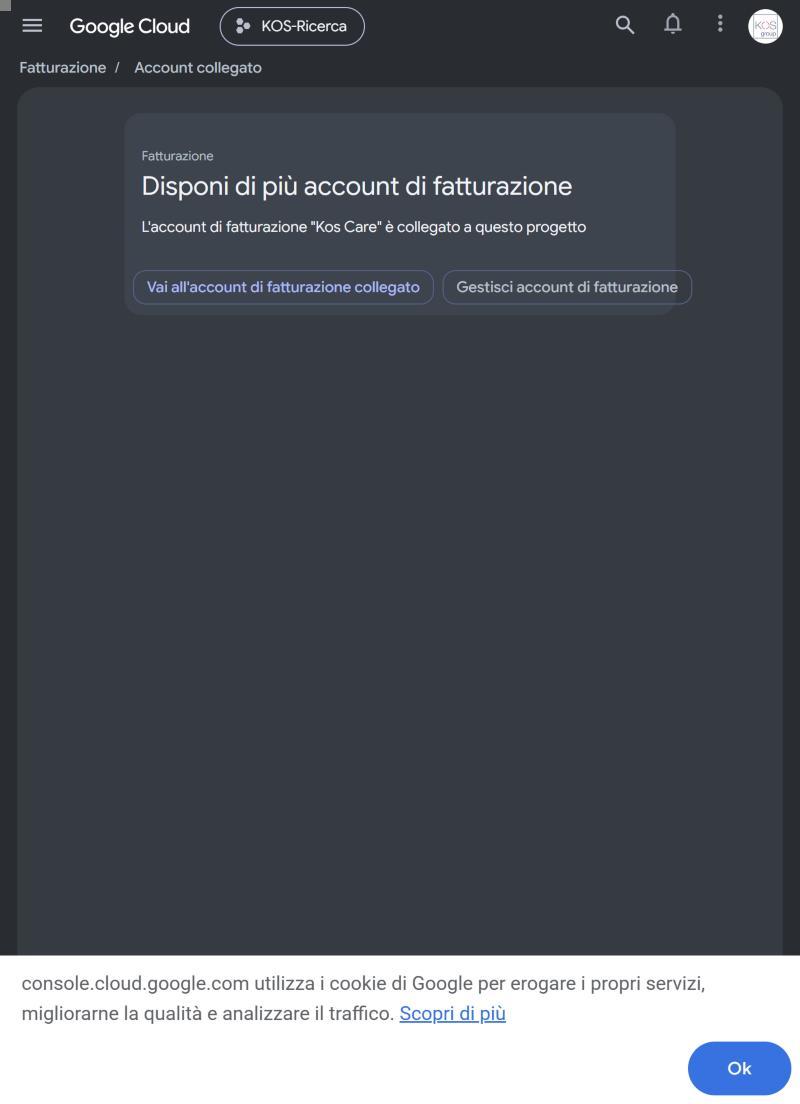 Google Cloud
KOS-Ricerca
KOS
group
Fatturazione / Account collegato
Fatturazione
Disponi di più account di fatturazione
L'account di fatturazione "Kos Care" è collegato a questo progetto
Vai all'account di fatturazione collegato
Gestisci account di fatturazione
console.cloud.google.com utilizza i cookie di Google per erogare i propri servizi,
migliorarne la qualità e analizzare il traffico. Scopri di più
Ok